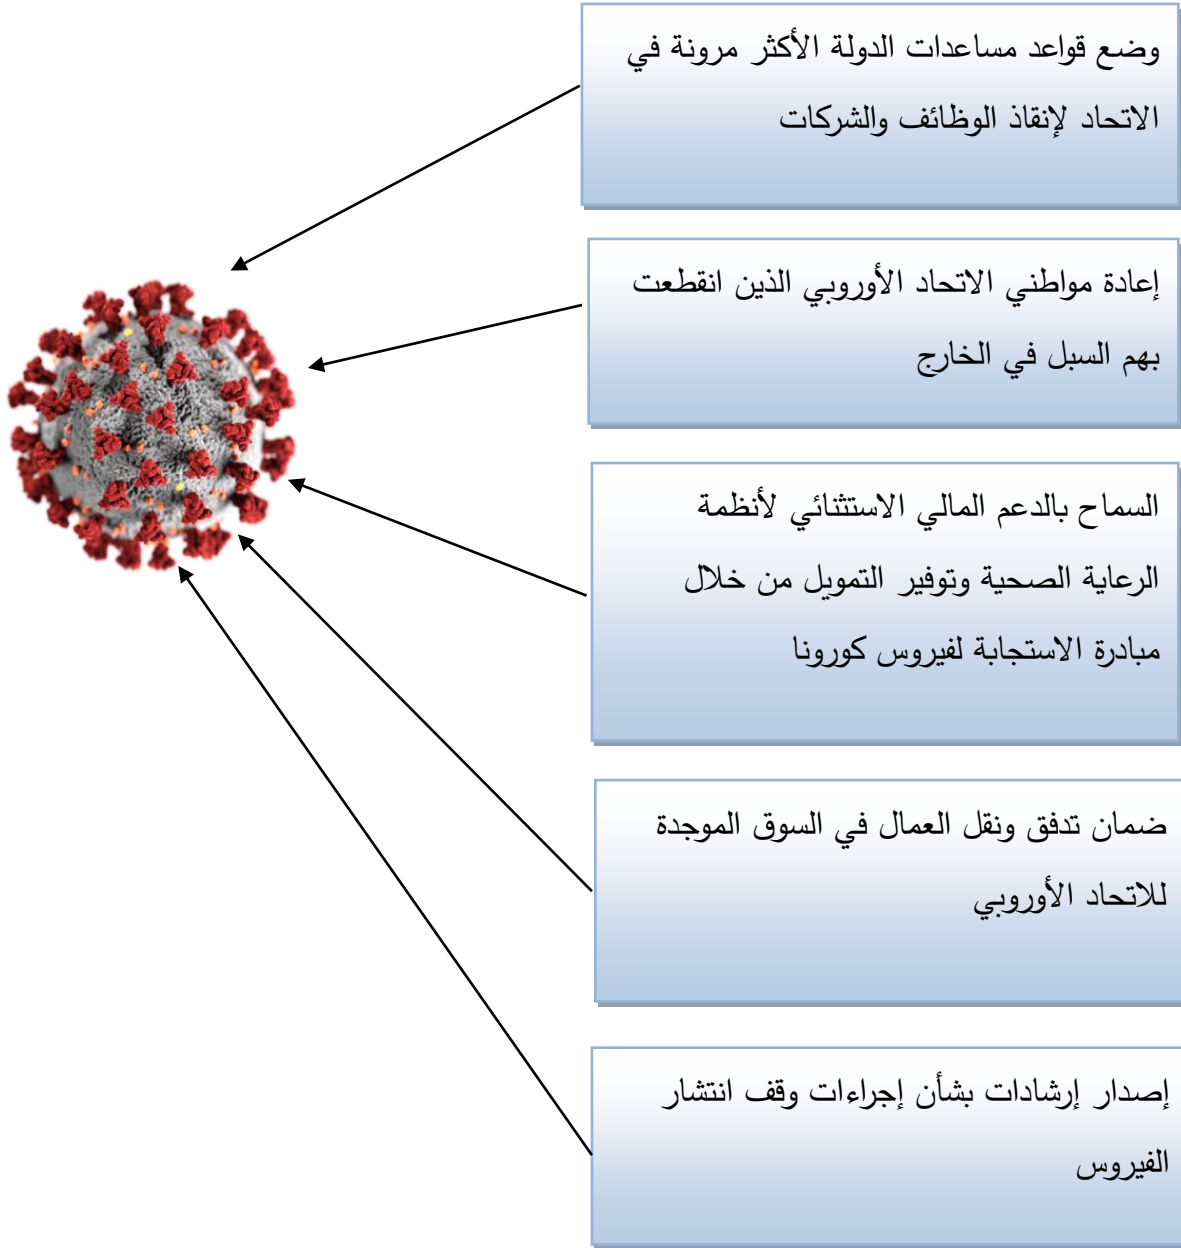 وضع قواعد مساعدات الدولة الأكثر مرونة في
الاتحاد لإنقاذ الوظائف والشركات
إعادة مواطني الاتحاد الأوروبي الذين انقطعت
بهم السبل في الخارج
السماح بالدعم المالي الاستثنائي لأنظمة
الرعاية الصحية وتوفير التمويل من خلال
مبادرة الاستجابة لفيروس كورونا
ضمان تدفق ونقل العمال في السوق الموجدة
للاتحاد الأوروبي
إصدار إرشادات بشأن إجراءات وقف انتشار
الفيروس